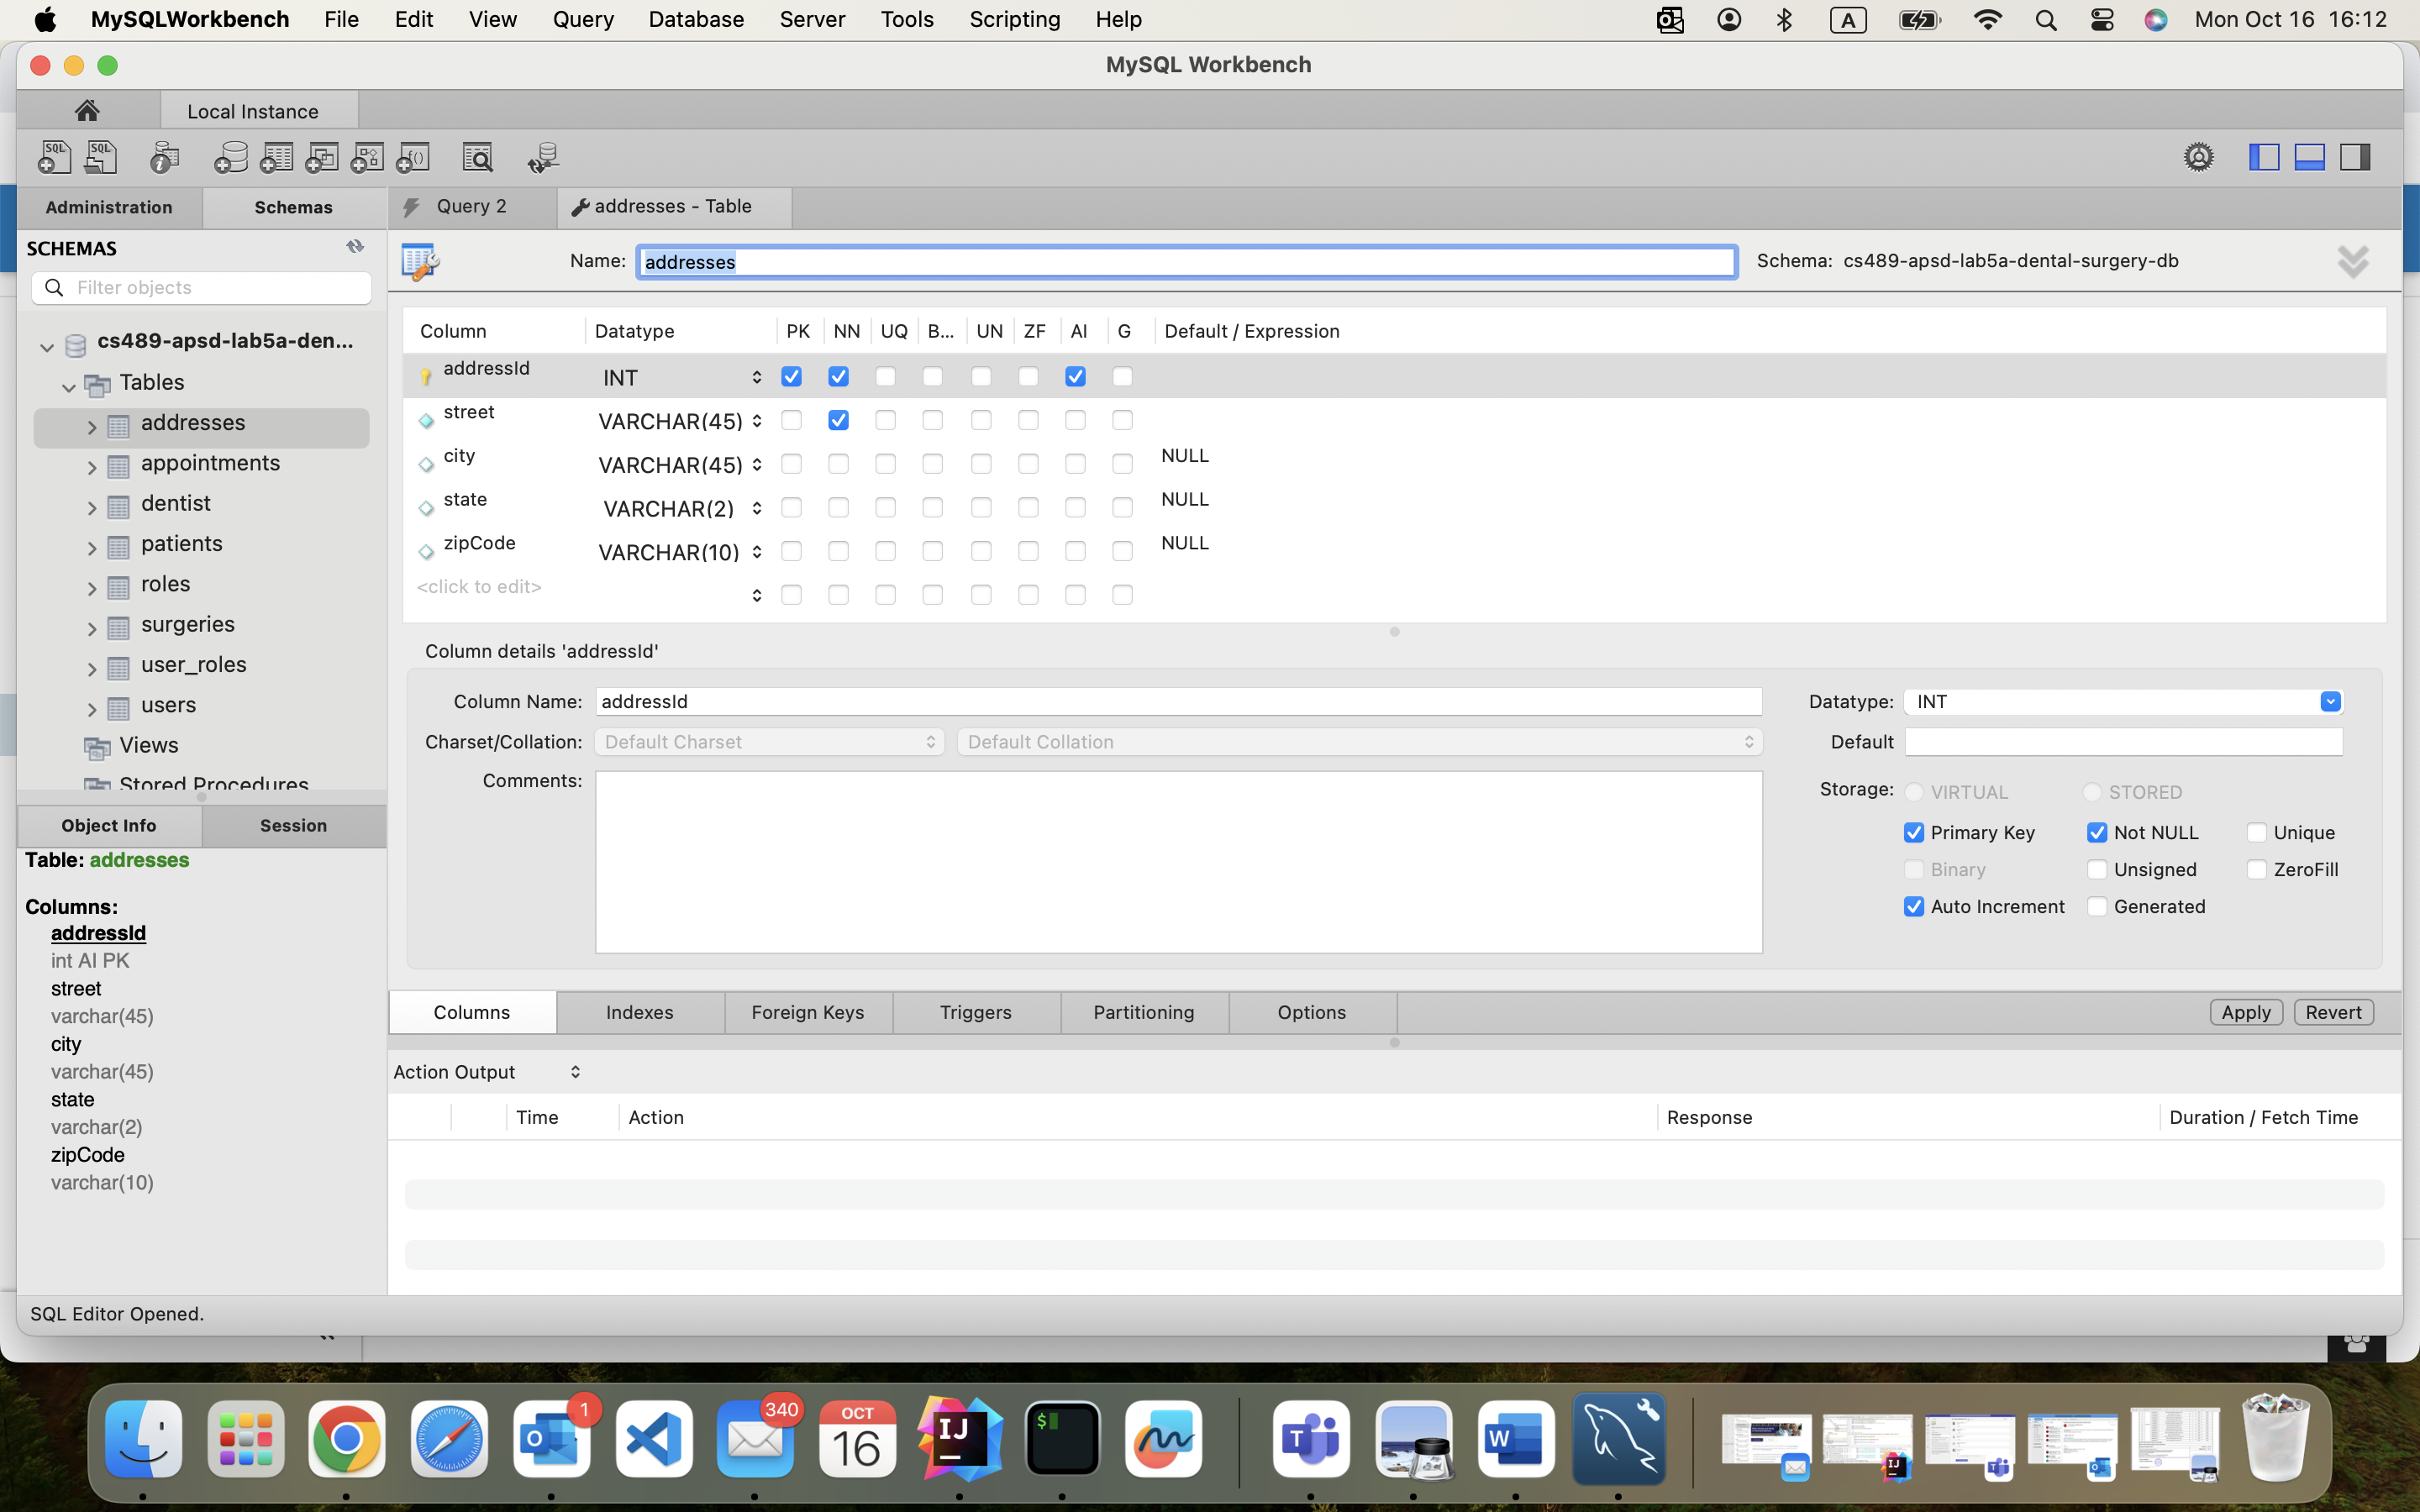 MySQLWorkbench File Edit View Query Database Server Tools Scripting Help A Mon Oct 16 16:12
MySQL Workbench
Local Instance
SQL SQL
Administration Schemas Query 2 addresses - Table
SCHEMAS
Filter objects
Name: addresses Schema: cs489-apsd-lab5a-dental-surgery-db
cs489-apsd-lab5a-den...
Tables
addresses
appointments
dentist
patients
roles
surgeries
user_roles
users
Views
Stored Procedures
Column Datatype PK NN UQ B... UN ZF AI G Default / Expression
addressId INT
street VARCHAR(45)
city VARCHAR(45) NULL
state VARCHAR(2) NULL
zipCode VARCHAR(10) NULL
<click to edit>
Column details 'addressId'
Column Name: addressId Datatype: INT
Charset/Collation: Default Charset Default Collation Default
Comments: Storage: VIRTUAL STORED
Primary Key Not NULL Unique
Binary Unsigned ZeroFill
Auto Increment Generated
Object Info Session
Table: addresses
Columns:
addressId
int AI PK
street
varchar(45)
city
varchar(45)
state
varchar(2)
zipCode
varchar(10)
Columns Indexes Foreign Keys Triggers Partitioning Options Apply Revert
Action Output
Time Action Response Duration / Fetch Time
SQL Editor Opened.
1 340 OCT
16
IJ
$
T
W
O